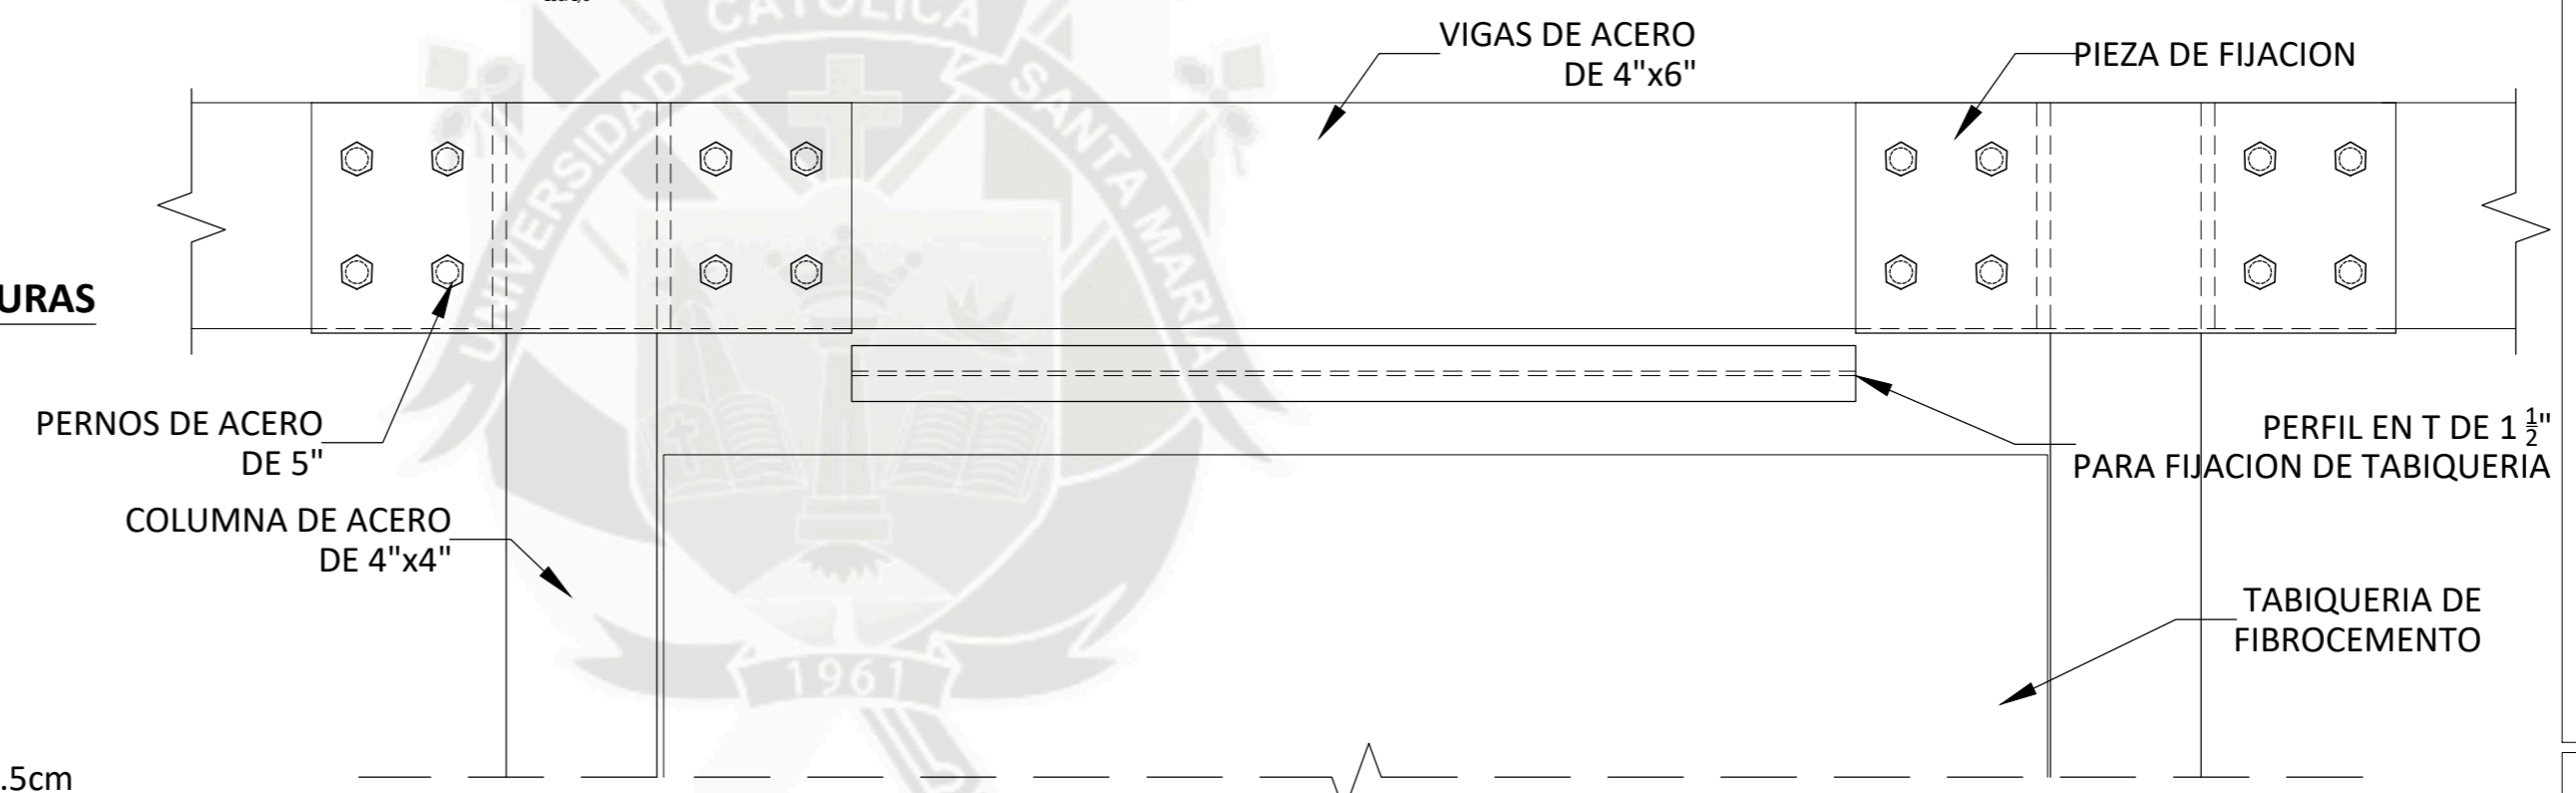 CATOLICA
UNIVERSIDAD
SANTA MARIA
VIGAS DE ACERO
DE 4"x6"
PIEZA DE FIJACION
URAS
PERNOS DE ACERO
DE 5"
PERFIL EN T DE 1 1/2"
PARA FIJACION DE TABIQUERIA
COLUMNA DE ACERO
DE 4"x4"
TABIQUERIA DE
FIBROCEMENTO
1961
.5cm